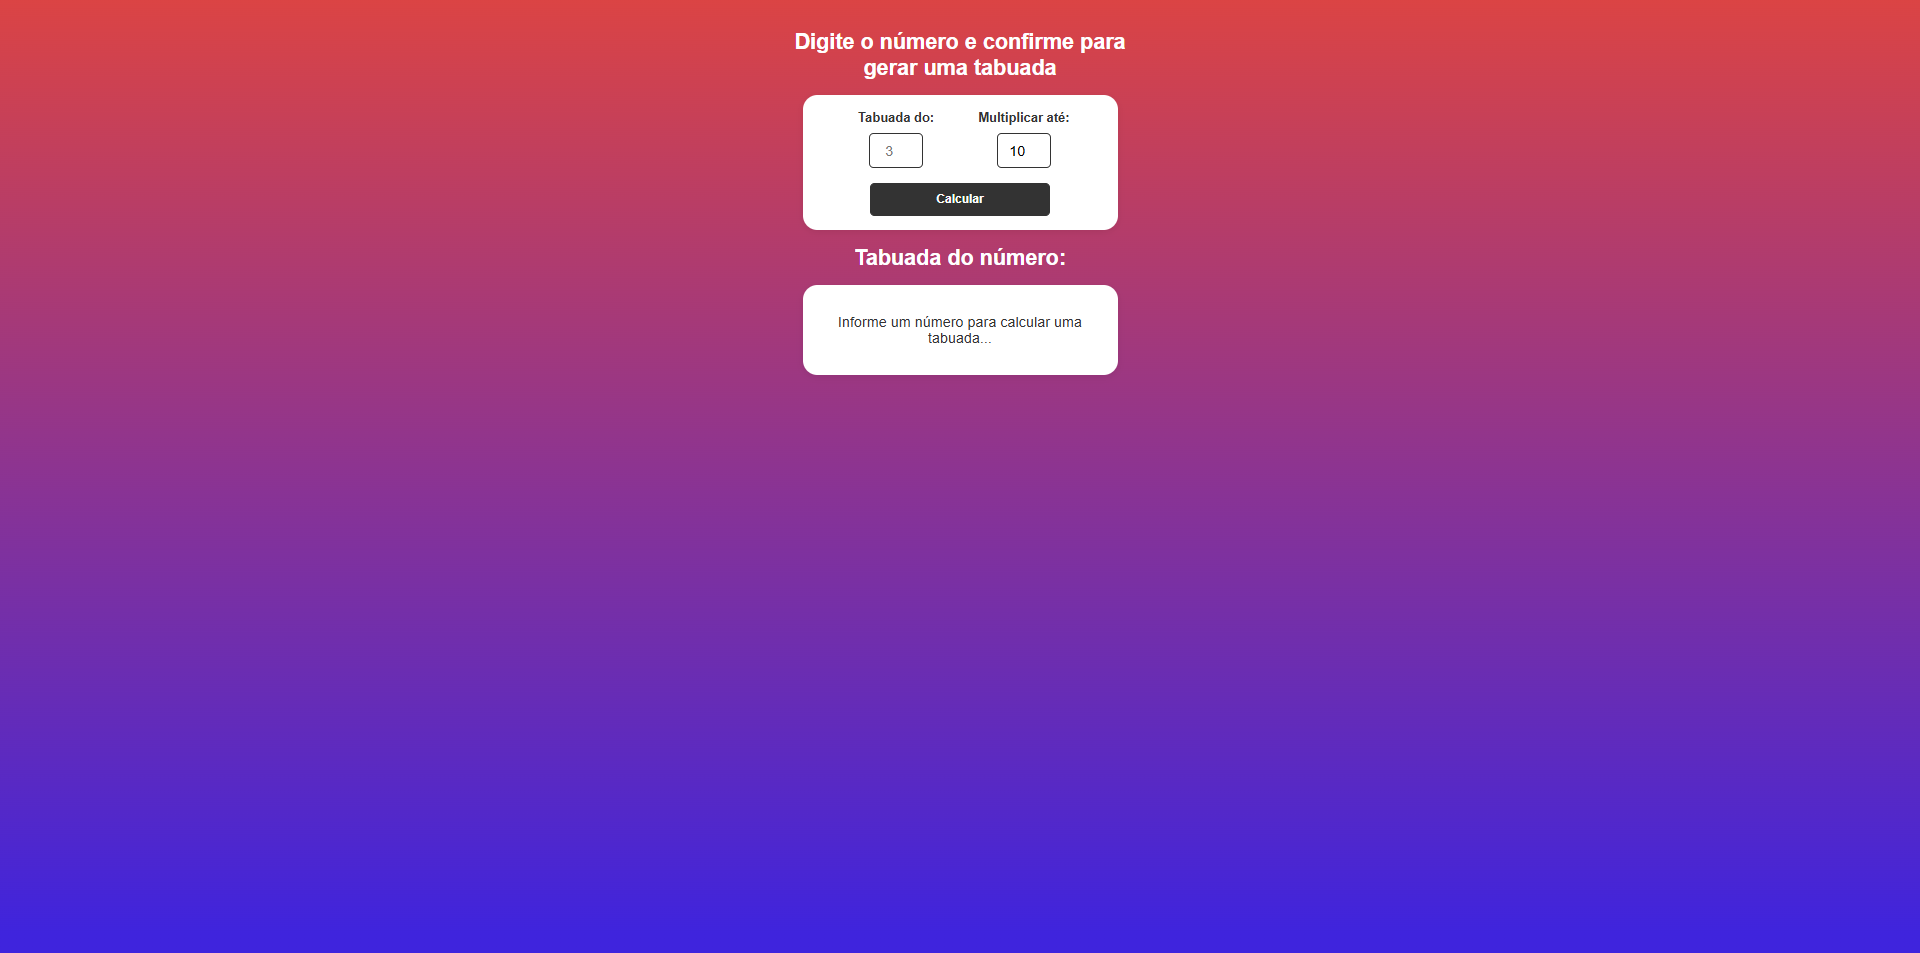 Digite o número e confirme para
gerar uma tabuada
Tabuada do:
Multiplicar até:
3
10
Calcular
Tabuada do número:
Informe um número para calcular uma
tabuada...